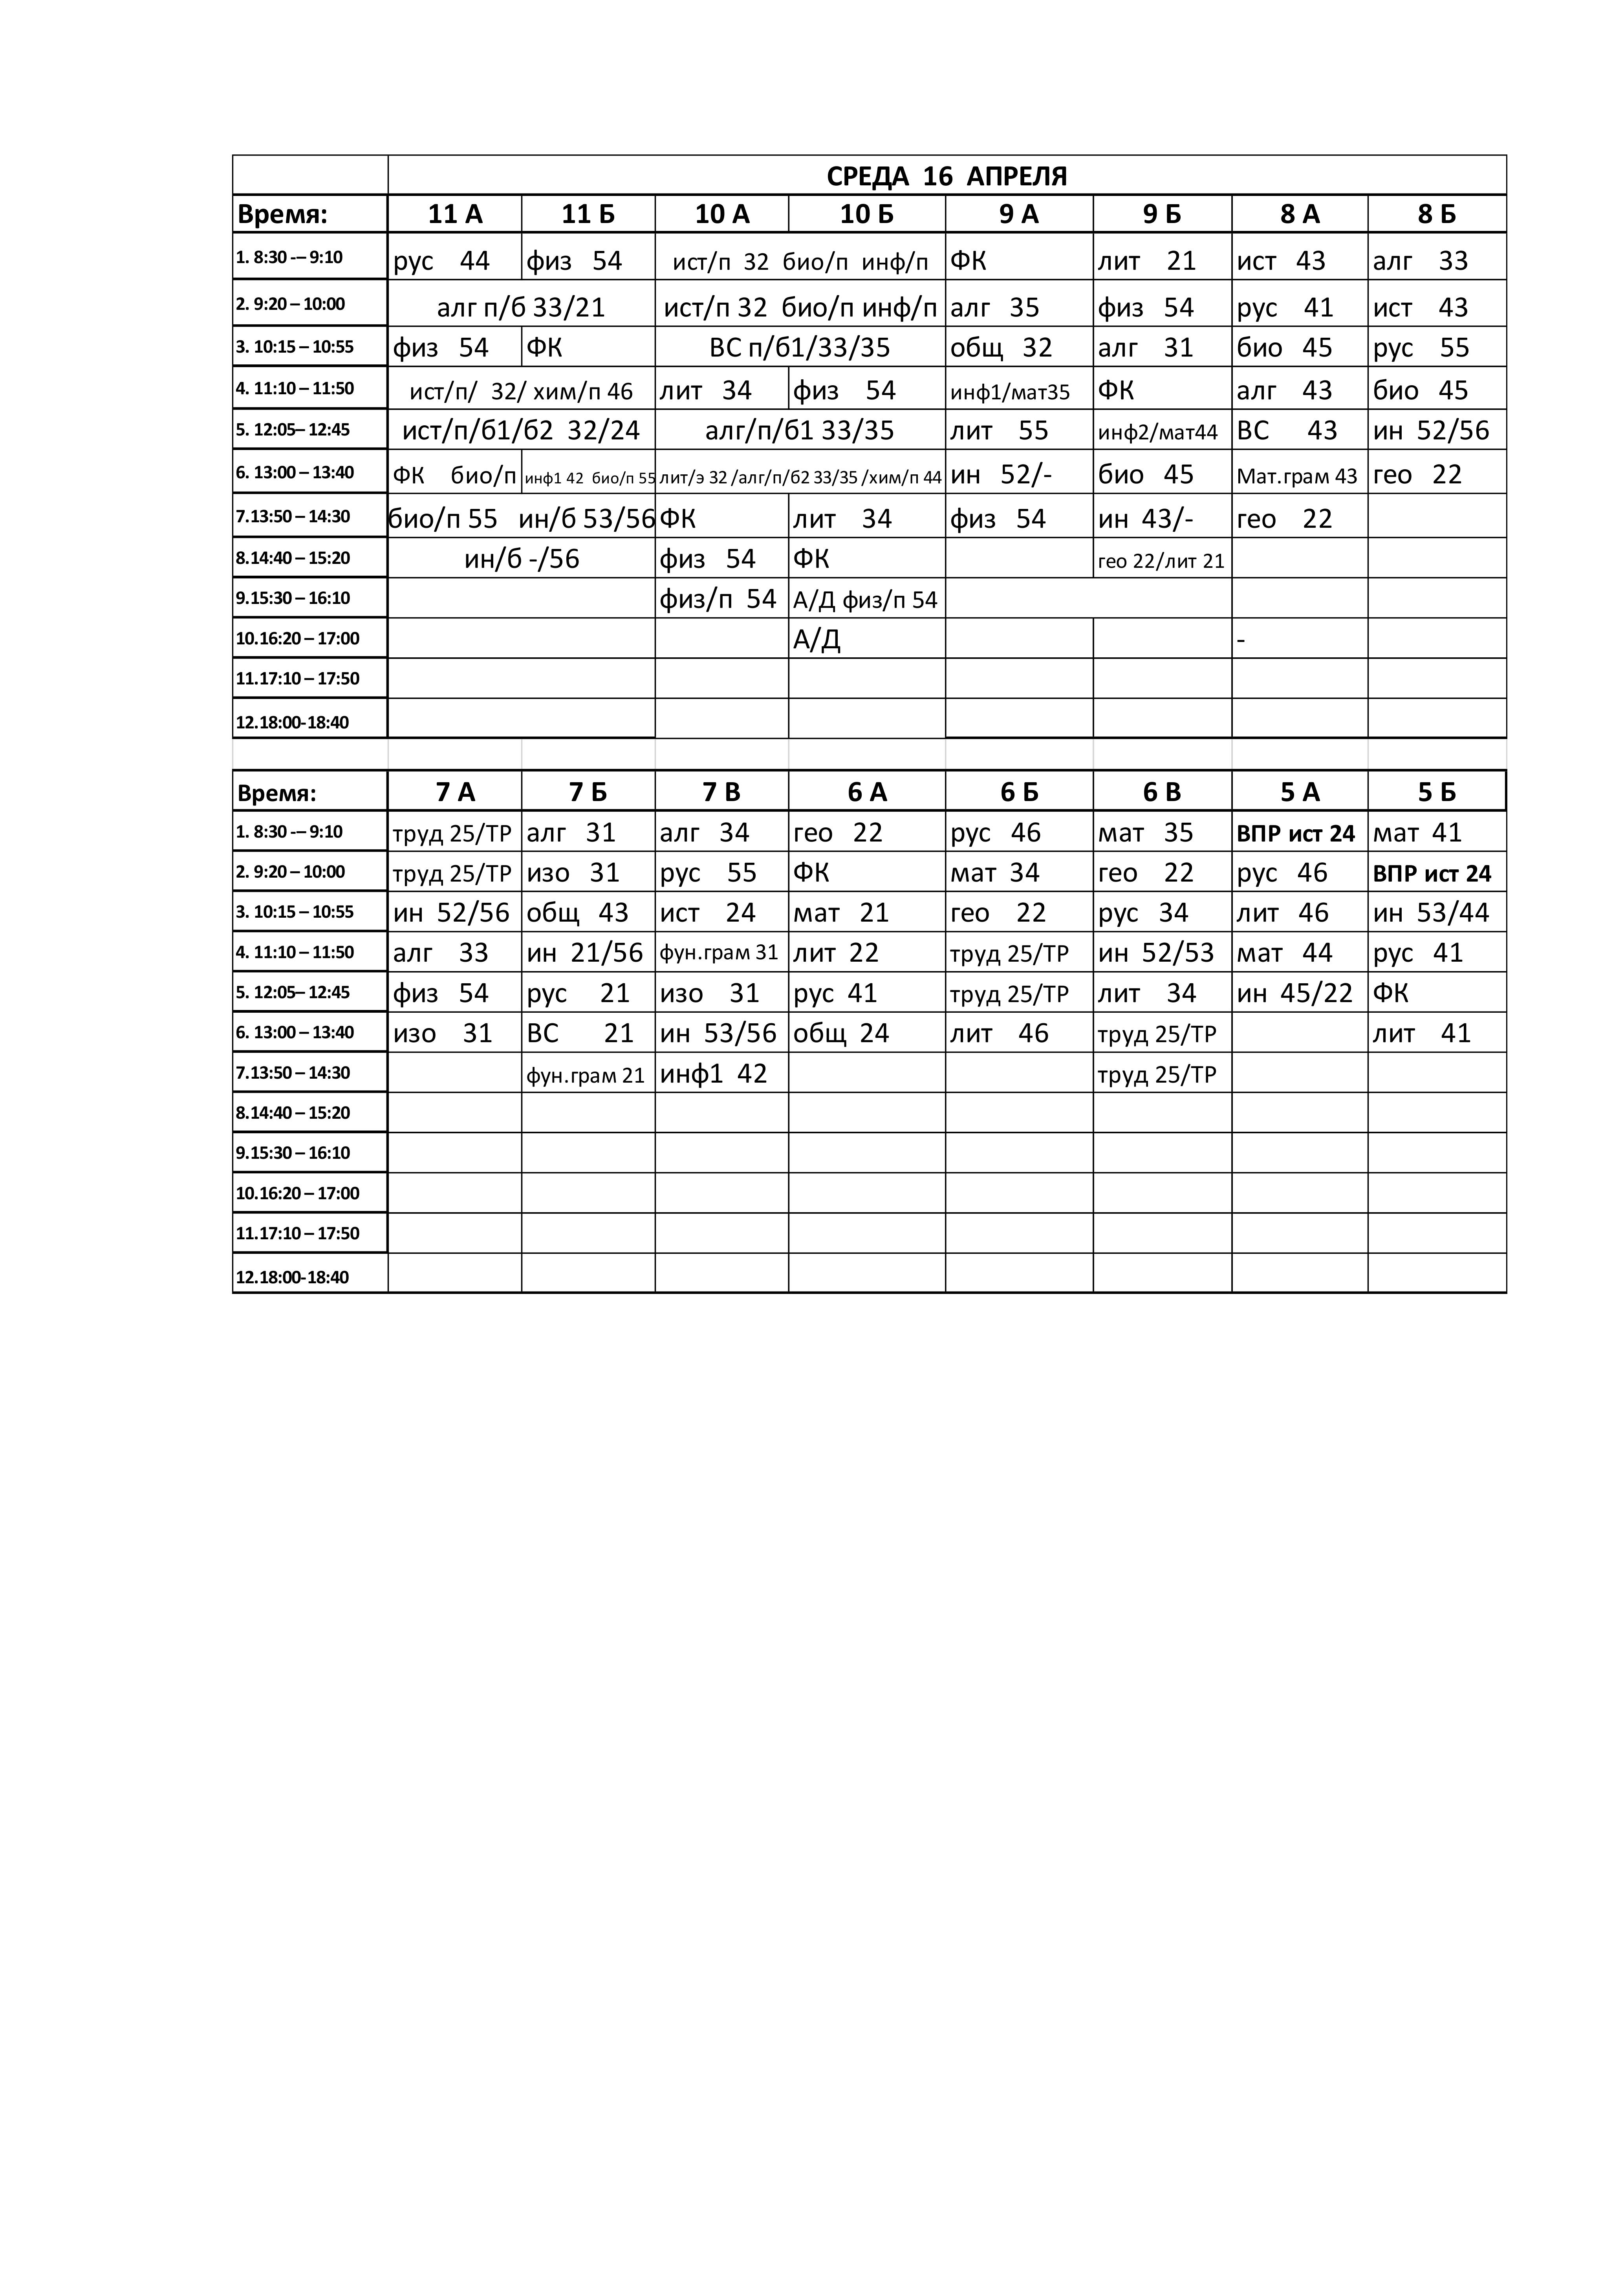 СРЕДА 16 АПРЕЛЯ
Время: 11 А 11 Б 10 А 10 Б 9 А 9 Б 8 А 8 Б
1. 8:30 -– 9:10 рус 44 физ 54 ист/п 32 био/п инф/п ФК лит 21 ист 43 алг 33
2. 9:20 – 10:00 алг п/б 33/21 ист/п 32 био/п инф/п алг 35 физ 54 рус 41 ист 43
3. 10:15 – 10:55 физ 54 ФК ВС п/б1/33/35 общ 32 алг 31 био 45 рус 55
4. 11:10 – 11:50 ист/п/ 32/ хим/п 46 лит 34 физ 54 инф1/мат35 ФК алг 43 био 45
5. 12:05– 12:45 ист/п/б1/б2 32/24 алг/п/б1 33/35 лит 55 инф2/мат44 ВС 43 ин 52/56
6. 13:00 – 13:40 ФК био/п инф1 42 био/п 55 лит/э 32 /алг/п/б2 33/35 /хим/п 44 ин 52/- био 45 Мат.грам 43 гео 22
7.13:50 – 14:30 био/п 55 ин/б 53/56 ФК лит 34 физ 54 ин 43/- гео 22
8.14:40 – 15:20 ин/б -/56 физ 54 ФК гео 22/лит 21
9.15:30 – 16:10 физ/п 54 А/Д физ/п 54
10.16:20 – 17:00 А/Д -
11.17:10 – 17:50
12.18:00-18:40
Время: 7 А 7 Б 7 В 6 А 6 Б 6 В 5 А 5 Б
1. 8:30 -– 9:10 труд 25/ТР алг 31 алг 34 гео 22 рус 46 мат 35 ВПР ист 24 мат 41
2. 9:20 – 10:00 труд 25/ТР изо 31 рус 55 ФК мат 34 гео 22 рус 46 ВПР ист 24
3. 10:15 – 10:55 ин 52/56 общ 43 ист 24 мат 21 гео 22 рус 34 лит 46 ин 53/44
4. 11:10 – 11:50 алг 33 ин 21/56 фун.грам 31 лит 22 труд 25/ТР ин 52/53 мат 44 рус 41
5. 12:05– 12:45 физ 54 рус 21 изо 31 рус 41 труд 25/ТР лит 34 ин 45/22 ФК
6. 13:00 – 13:40 изо 31 ВС 21 ин 53/56 общ 24 лит 46 труд 25/ТР лит 41
7.13:50 – 14:30 фун.грам 21 инф1 42 труд 25/ТР
8.14:40 – 15:20
9.15:30 – 16:10
10.16:20 – 17:00
11.17:10 – 17:50
12.18:00-18:40